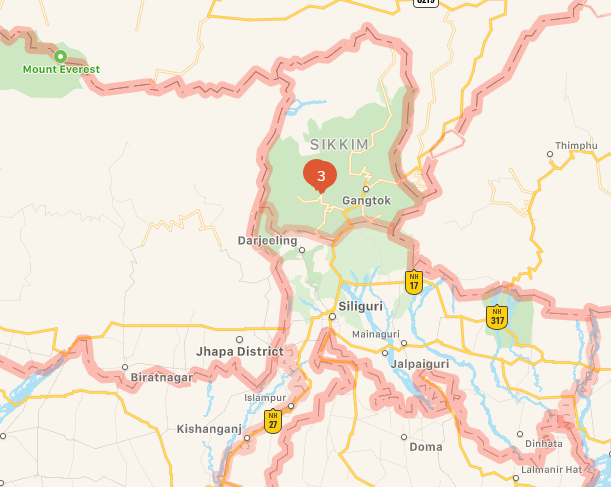 Mount Everest
SIKKIM
Thimphu
3
Gangtok
Darjeeling
NH
17
Siliguri
NH
317
Mainaguri
Jhapa District
Jalpaiguri
Biratnagar
Islampur
NH
27
Kishanganj
Doma
Dinhata
Lalmanir Hat